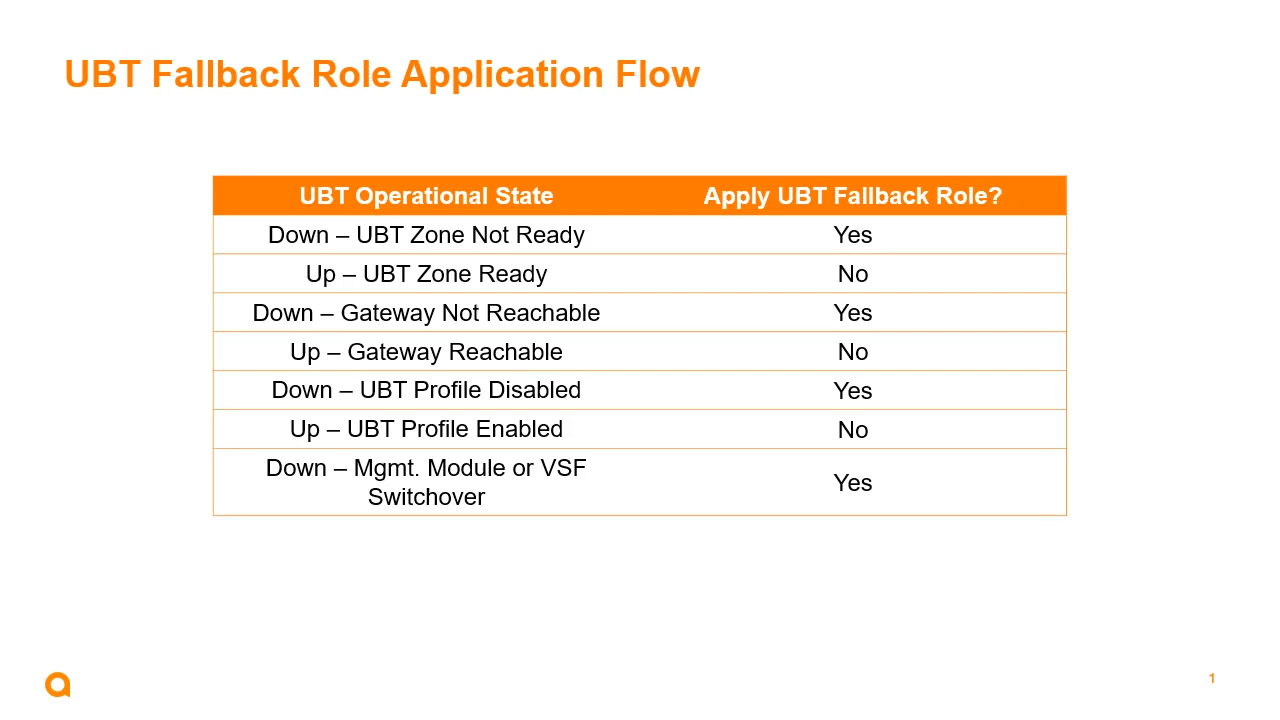 UBT Fallback Role Application Flow
UBT Operational State Apply UBT Fallback Role?
Down – UBT Zone Not Ready Yes
Up – UBT Zone Ready No
Down – Gateway Not Reachable Yes
Up – Gateway Reachable No
Down – UBT Profile Disabled Yes
Up – UBT Profile Enabled No
Down – Mgmt. Module or VSF
Switchover Yes
1